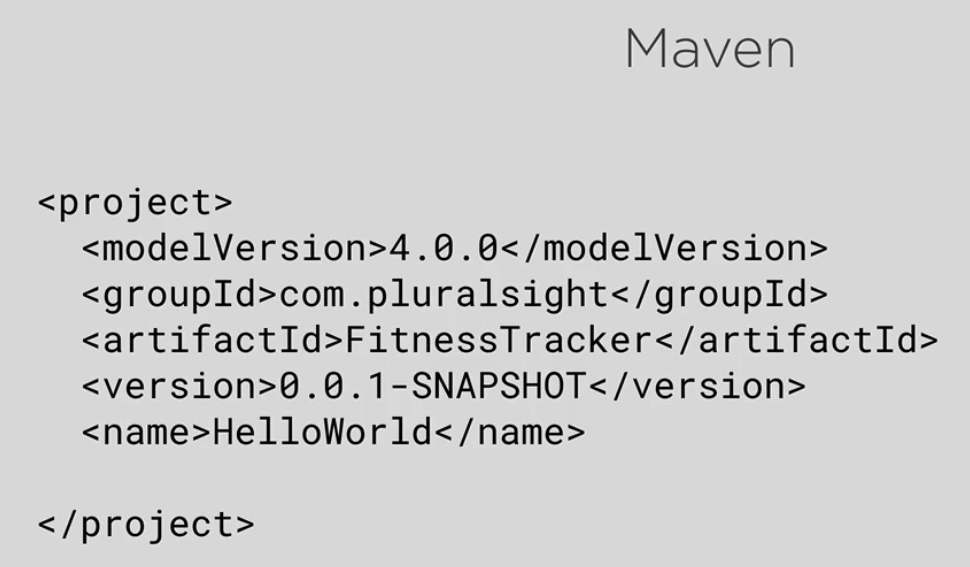 Maven
<project>
<modelVersion>4.0.0</modelVersion>
<groupId>com.pluralsight</groupId>
<artifactId>FitnessTracker</artifactId>
<version>0.0.1-SNAPSHOT</version>
<name>HelloWorld</name>
</project>